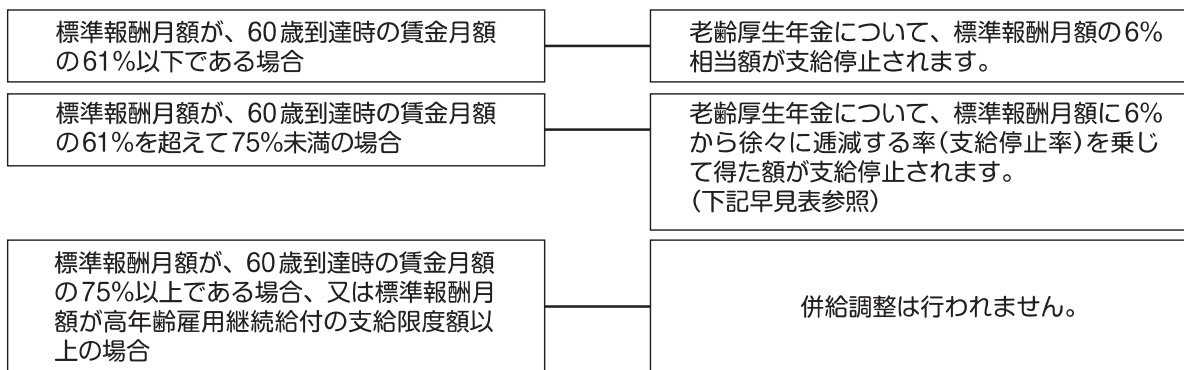 標準報酬月額が、60歳到達時の賃金月額
の61%以下である場合
老齢厚生年金について、標準報酬月額の6%
相当額が支給停止されます。
標準報酬月額が、60歳到達時の賃金月額
の61%を超えて75%未満の場合
老齢厚生年金について、標準報酬月額に6%
から徐々に逓減する率(支給停止率)を乗じ
て得た額が支給停止されます。
(下記早見表参照)
標準報酬月額が、60歳到達時の賃金月額
の75%以上である場合、又は標準報酬月
額が高年齢雇用継続給付の支給限度額以
上の場合
併給調整は行われません。